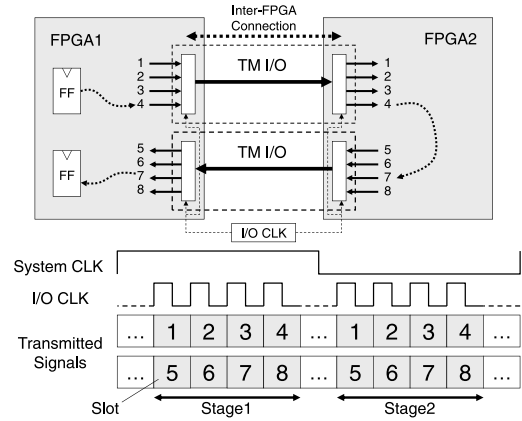 Inter-FPGA
Connection
FPGA1
FPGA2
FF
1
2
3
4
TM I/O
1
2
3
4
FF
5
6
7
8
TM I/O
5
6
7
8
I/O CLK
System CLK
I/O CLK
Transmitted
Signals
... 1 2 3 4 ... 1 2 3 4 ...
... 5 6 7 8 ... 5 6 7 8 ...
Slot
Stage1
Stage2